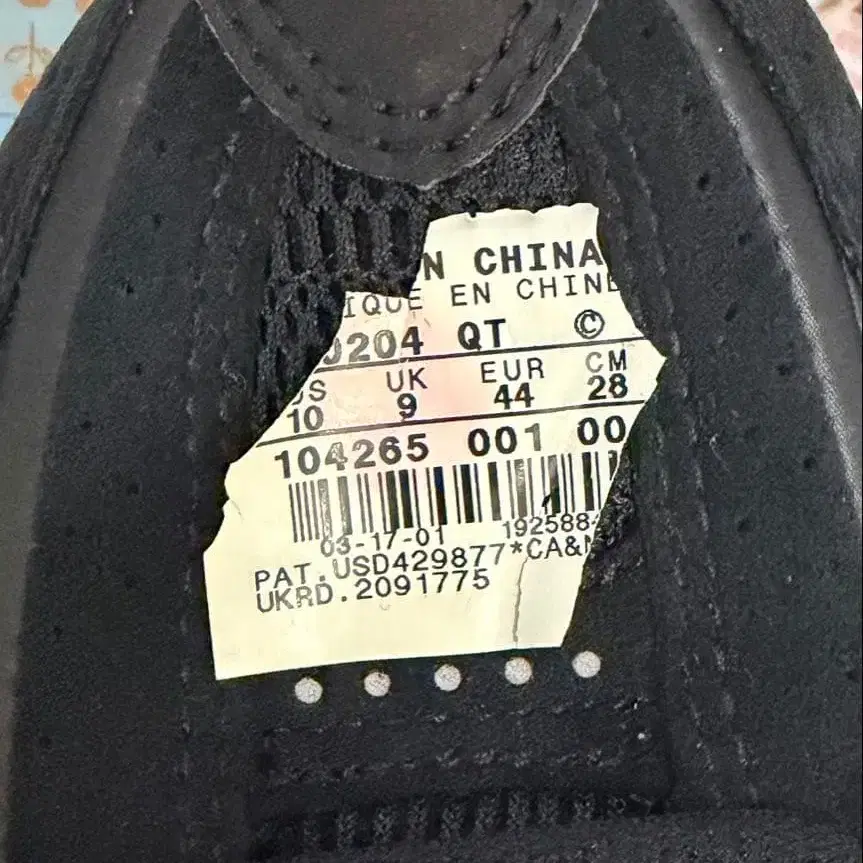 N CHINA
IQUE EN CHINE
0204 QT ©
US UK EUR CM
10 9 44 28
104265 001 00
03-17-01 192588
PAT.USD429877*CA&
UKRD.2091775